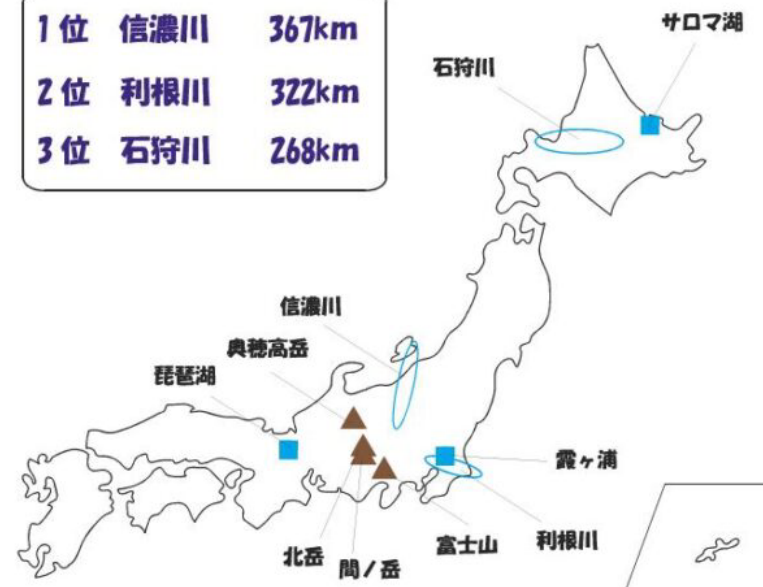 1位 信濃川 367km
2位 利根川 322km
3位 石狩川 268km
サロマ湖
石狩川
信濃川
奥穂高岳
琵琶湖
霞ヶ浦
利根川
富士山
北岳
間ノ岳